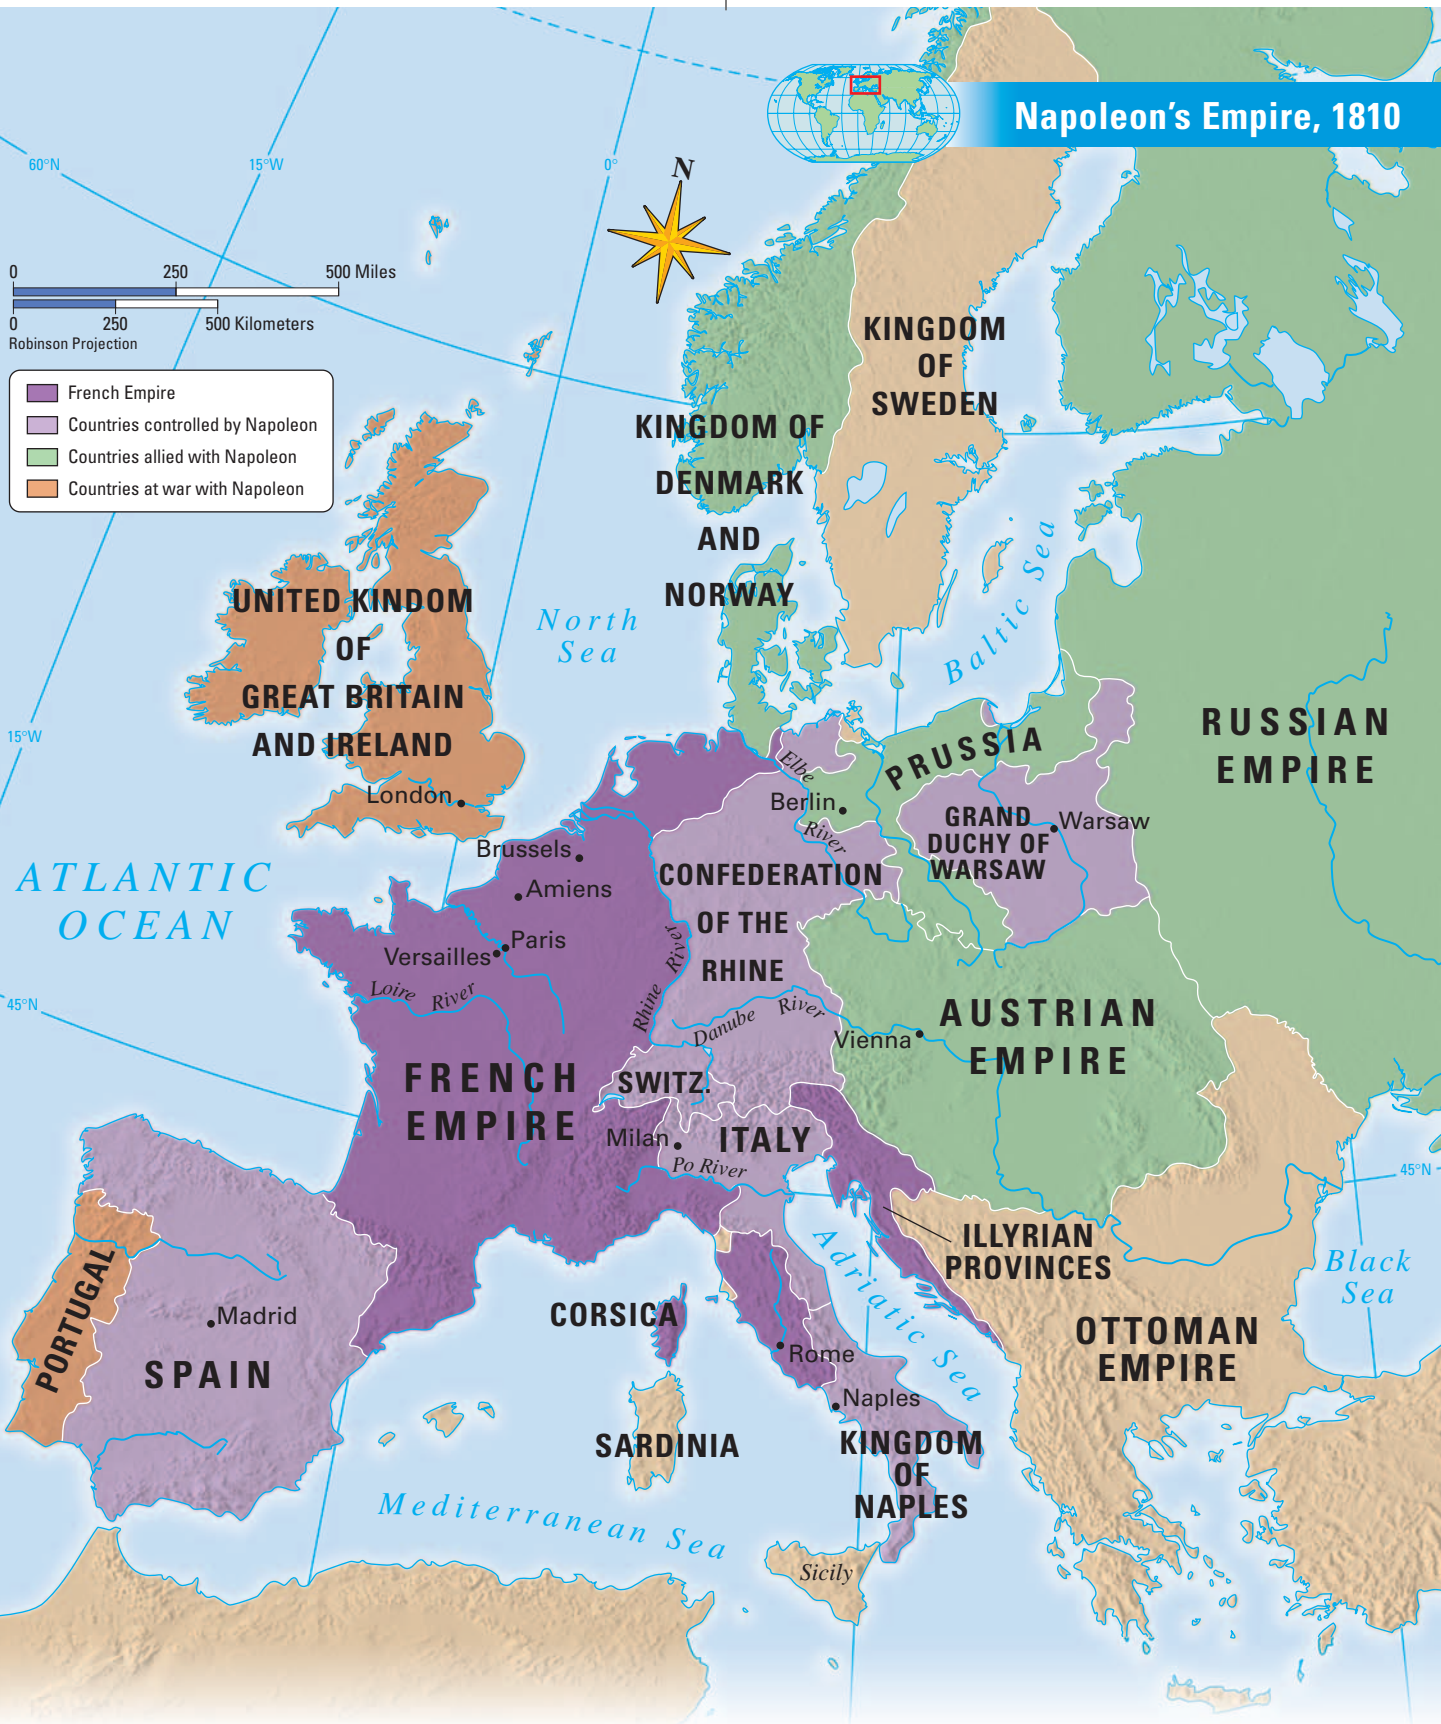 Napoleon's Empire, 1810
60°N
15°W
0°
N
0 250 500 Miles
0 250 500 Kilometers
Robinson Projection
French Empire
Countries controlled by Napoleon
Countries allied with Napoleon
Countries at war with Napoleon
KINGDOM
OF
SWEDEN
KINGDOM OF
DENMARK
AND
NORWAY
UNITED KINDOM
OF
GREAT BRITAIN
AND IRELAND
London
North
Sea
Baltic Sea
15°W
RUSSIAN
EMPIRE
PRUSSIA
Elbe
River
Berlin
GRAND
DUCHY OF
WARSAW
Warsaw
ATLANTIC
OCEAN
Brussels
Amiens
Paris
Versailles
CONFEDERATION
OF THE
RHINE
Rhine River
Loire River
Danube River
45°N
Vienna
AUSTRIAN
EMPIRE
FRENCH
EMPIRE
SWITZ.
Milan
ITALY
Po River
45°N
ILLYRIAN
PROVINCES
Adriatic Sea
Black
Sea
PORTUGAL
Madrid
SPAIN
CORSICA
Rome
OTTOMAN
EMPIRE
Naples
SARDINIA
KINGDOM
OF
NAPLES
Mediterranean Sea
Sicily